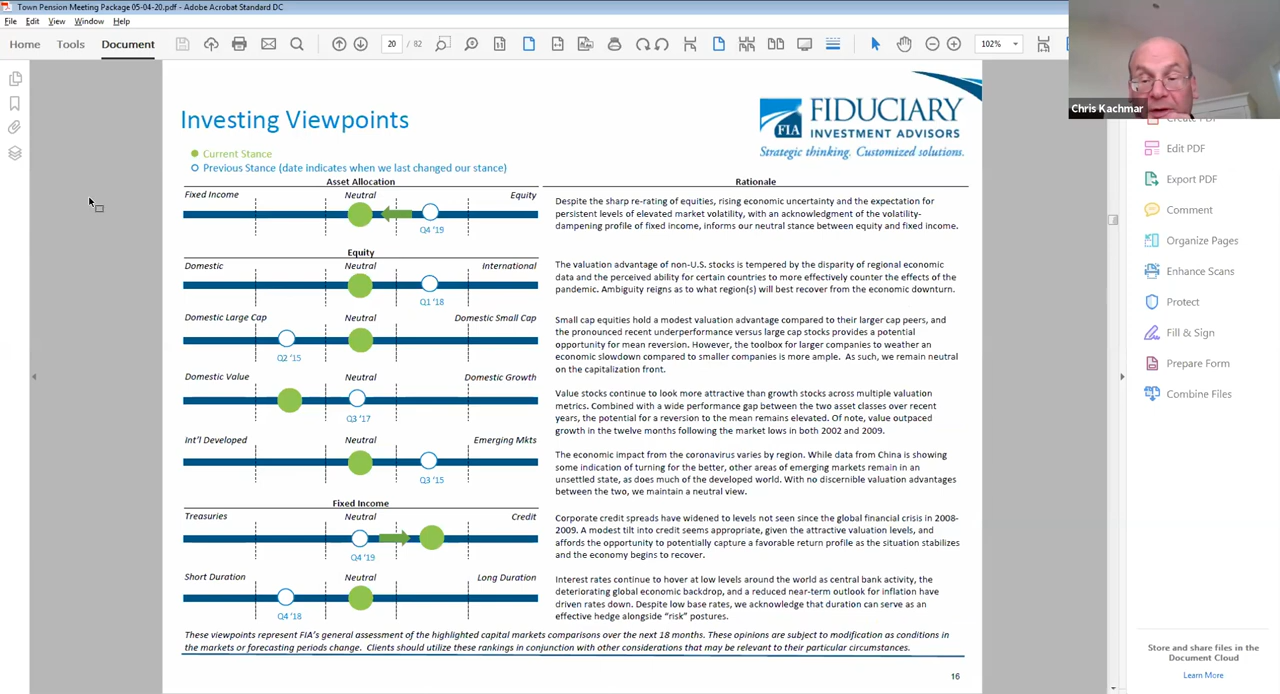 Town Pension Meeting Package 05-04-20.pdf - Adobe Acrobat Standard DC
File Edit View Window Help
Home Tools Document
20 / 82
102%
Chris Kachmar
Investing Viewpoints
FIA
FIDUCIARY
INVESTMENT ADVISORS
Strategic thinking. Customized solutions.
Current Stance
Previous Stance (date indicates when we last changed our stance)
Asset Allocation
Rationale
Fixed Income Neutral Equity
Q4 '19
Despite the sharp re-rating of equities, rising economic uncertainty and the expectation for
persistent levels of elevated market volatility, with an acknowledgment of the volatility-
dampening profile of fixed income, informs our neutral stance between equity and fixed income.
Equity
Domestic Neutral International
Q1 '18
The valuation advantage of non-U.S. stocks is tempered by the disparity of regional economic
data and the perceived ability for certain countries to more effectively counter the effects of the
pandemic. Ambiguity reigns as to what region(s) will best recover from the economic downturn.
Domestic Large Cap Neutral Domestic Small Cap
Q2 '15
Small cap equities hold a modest valuation advantage compared to their larger cap peers, and
the pronounced recent underperformance versus large cap stocks provides a potential
opportunity for mean reversion. However, the toolbox for larger companies to weather an
economic slowdown compared to smaller companies is more ample. As such, we remain neutral
on the capitalization front.
Domestic Value Neutral Domestic Growth
Q3 '17
Value stocks continue to look more attractive than growth stocks across multiple valuation
metrics. Combined with a wide performance gap between the two asset classes over recent
years, the potential for a reversion to the mean remains elevated. Of note, value outpaced
growth in the twelve months following the market lows in both 2002 and 2009.
Int'l Developed Neutral Emerging Mkts
Q3 '15
The economic impact from the coronavirus varies by region. While data from China is showing
some indication of turning for the better, other areas of emerging markets remain in an
unsettled state, as does much of the developed world. With no discernible valuation advantages
between the two, we maintain a neutral view.
Fixed Income
Treasuries Neutral Credit
Q4 '19
Corporate credit spreads have widened to levels not seen since the global financial crisis in 2008-
2009. A modest tilt into credit seems appropriate, given the attractive valuation levels, and
affords the opportunity to potentially capture a favorable return profile as the situation stabilizes
and the economy begins to recover.
Short Duration Neutral Long Duration
Q4 '18
Interest rates continue to hover at low levels around the world as central bank activity, the
deteriorating global economic backdrop, and a reduced near-term outlook for inflation have
driven rates down. Despite low base rates, we acknowledge that duration can serve as an
effective hedge alongside "risk" postures.
These viewpoints represent FIA's general assessment of the highlighted capital markets comparisons over the next 18 months. These opinions are subject to modification as conditions in
the markets or forecasting periods change. Clients should utilize these rankings in conjunction with other considerations that may be relevant to their particular circumstances.
16
Create PDF
Edit PDF
Export PDF
Comment
Organize Pages
Enhance Scans
Protect
Fill & Sign
Prepare Form
Combine Files
Store and share files in the
Document Cloud
Learn More